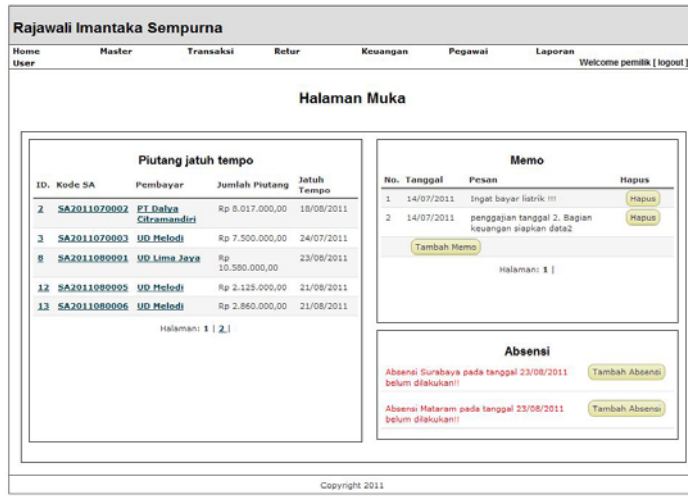 Rajawali Imantaka Sempurna
Home Master Transaksi Retur Keuangan Pegawai Laporan
User Welcome pemilik [ logout ]
Halaman Muka
Piutang jatuh tempo
ID. Kode SA Pembayar Jumlah Piutang Jatuh Tempo
2 SA2011070002 PT Dalya Citramandiri Rp 8.017.000,00 18/08/2011
3 SA2011070003 UD Melodi Rp 7.500.000,00 24/07/2011
8 SA2011080001 UD Lima Jaya Rp 10.580.000,00 23/08/2011
12 SA2011080005 UD Melodi Rp 2.125.000,00 21/08/2011
13 SA2011080006 UD Melodi Rp 2.860.000,00 21/08/2011
Halaman: 1 | 2 |
Memo
No. Tanggal Pesan Hapus
1 14/07/2011 Ingat bayar listrik !!! Hapus
2 14/07/2011 penggajian tanggal 2. Bagian Hapus
keuangan siapkan data2
Tambah Memo
Halaman: 1 |
Absensi
Absensi Surabaya pada tanggal 23/08/2011 Tambah Absensi
belum dilakukan!!
Absensi Mataram pada tanggal 23/08/2011 Tambah Absensi
belum dilakukan!!
Copyright 2011